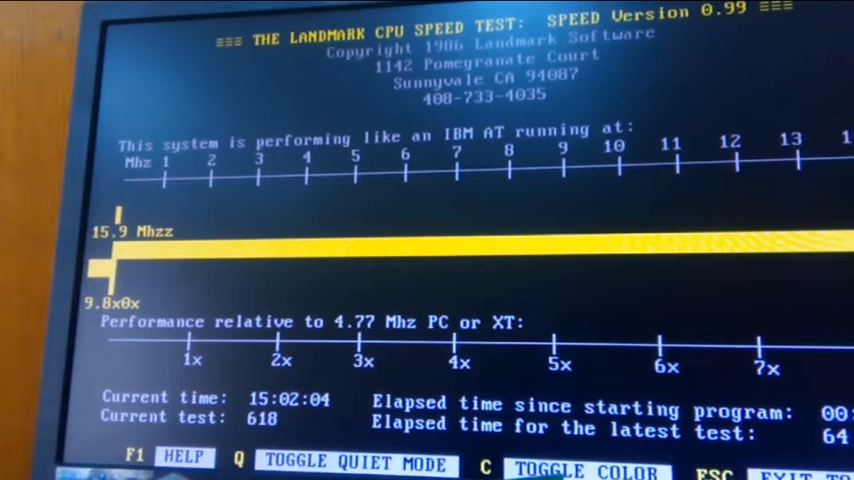 ≡≡≡ THE LANDMARK CPU SPEED TEST: SPEED Version 0.99 ≡≡≡
Copyright 1986 Landmark Software
1142 Pomegranate Court
Sunnyvale CA 94087
408-733-4035
This system is performing like an IBM AT running at:
Mhz 1 2 3 4 5 6 7 8 9 10 11 12 13
15.9 Mhzz
9.8x0x
Performance relative to 4.77 Mhz PC or XT:
1x 2x 3x 4x 5x 6x 7x
Current time: 15:02:04 Elapsed time since starting program: 00:
Current test: 618 Elapsed time for the latest test: 64
F1 HELP Q TOGGLE QUIET MODE C TOGGLE COLOR ESC EXIT TO